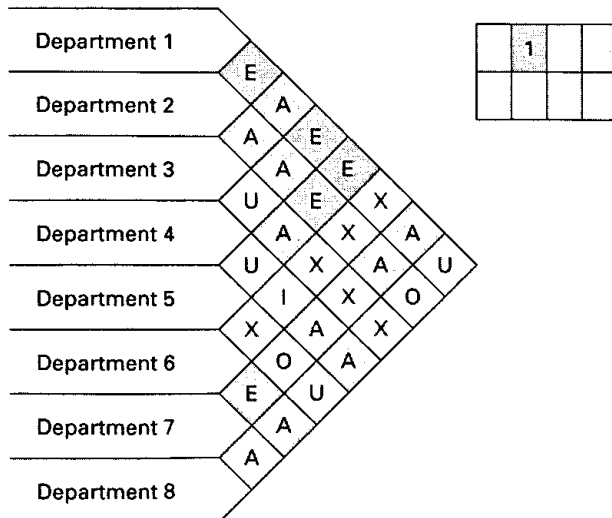 Department 1
1
E
Department 2 A
A E
Department 3 A E
U E X
Department 4 A X A
U X A U
Department 5 I X O
X A X
Department 6 O A
E U
Department 7 A
A
Department 8